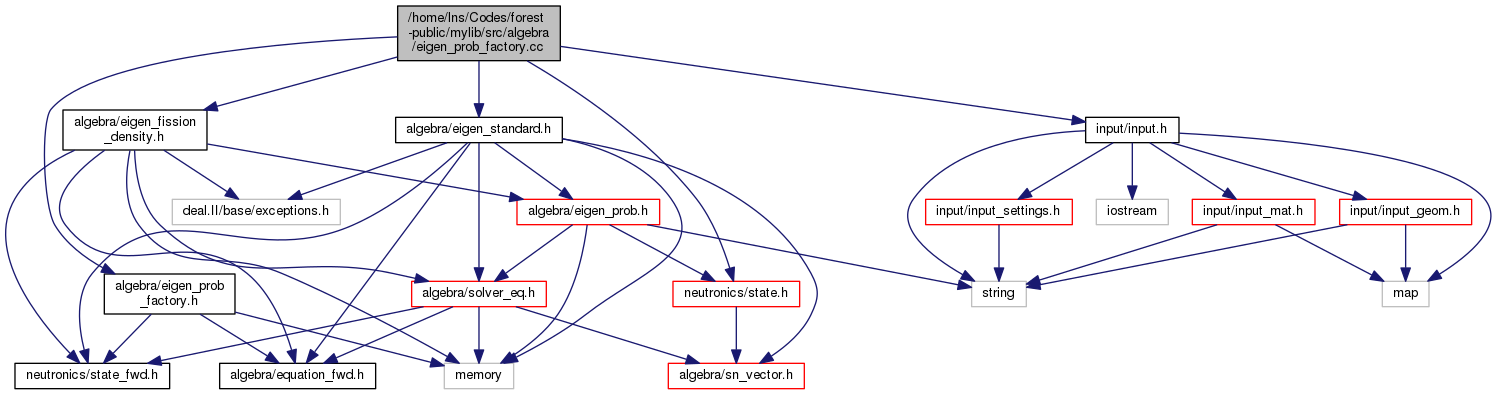 /home/lns/Codes/forest
-public/mylib/src/algebra
/eigen_prob_factory.cc
algebra/eigen_fission
_density.h
algebra/eigen_standard.h
input/input.h
deal.II/base/exceptions.h
algebra/eigen_prob.h
input/input_settings.h
iostream
input/input_mat.h
input/input_geom.h
algebra/eigen_prob
_factory.h
algebra/solver_eq.h
neutronics/state.h
string
map
neutronics/state_fwd.h
algebra/equation_fwd.h
memory
algebra/sn_vector.h